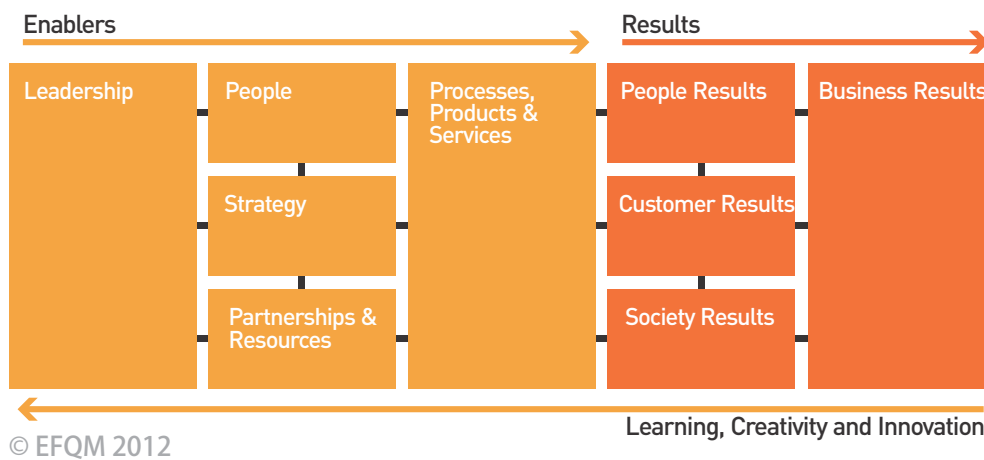 Enablers
Results
Leadership
People
Processes,
Products &
Services
People Results
Business Results
Strategy
Customer Results
Partnerships &
Resources
Society Results
Learning, Creativity and Innovation
© EFQM 2012